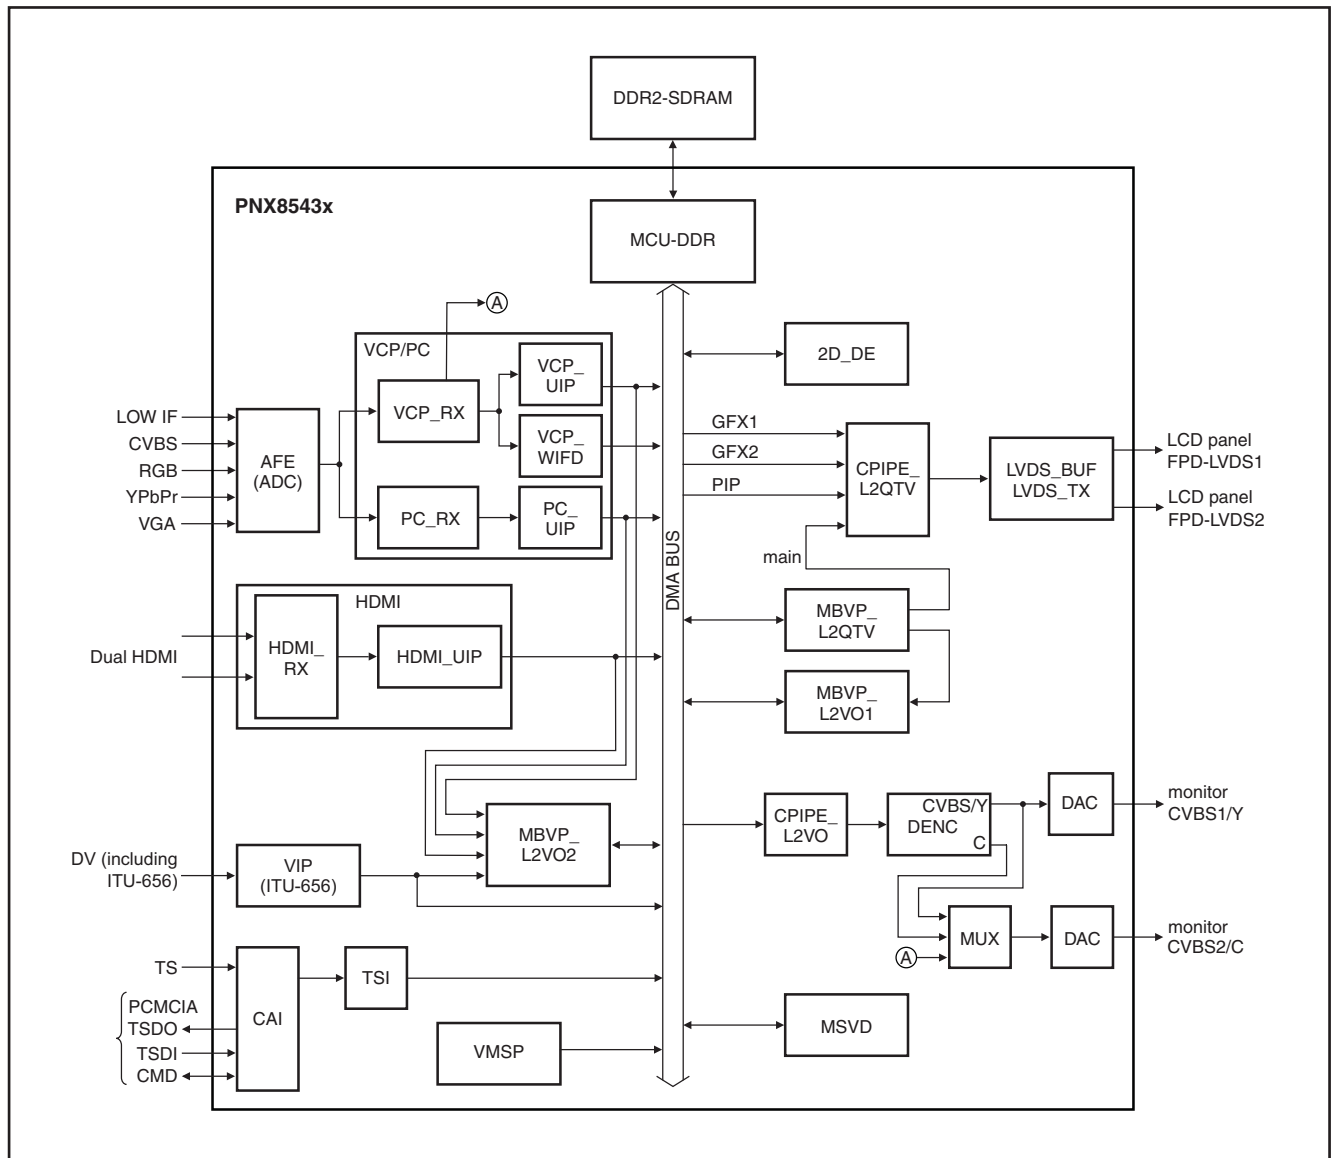 DDR2-SDRAM
PNX8543x
MCU-DDR
A
VCP/PC
VCP_RX
VCP_
UIP
VCP_
WIFD
PC_RX
PC_
UIP
LOW IF
CVBS
RGB
YPbPr
VGA
AFE
(ADC)
2D_DE
GFX1
GFX2
PIP
main
CPIPE_
L2QTV
LVDS_BUF
LVDS_TX
LCD panel
FPD-LVDS1
LCD panel
FPD-LVDS2
DMA BUS
HDMI
Dual HDMI
HDMI_
RX
HDMI_UIP
MBVP_
L2QTV
MBVP_
L2VO1
MBVP_
L2VO2
DV (including
ITU-656)
VIP
(ITU-656)
CPIPE_
L2VO
CVBS/Y
DENC
C
DAC
monitor
CVBS1/Y
A
MUX
DAC
monitor
CVBS2/C
TS
PCMCIA
TSDO
TSDI
CMD
CAI
TSI
VMSP
MSVD